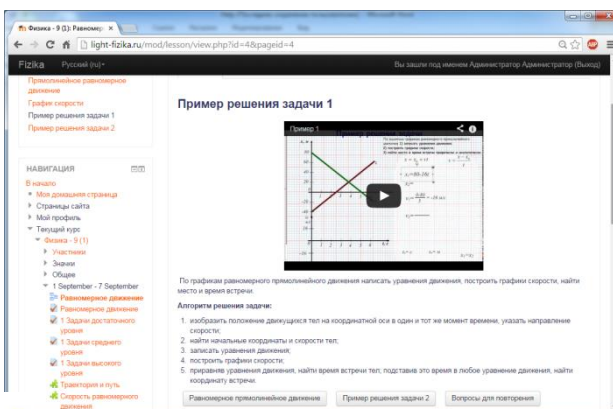 Физика - 9 (1): Равномер
light-fizika.ru/mod/lesson/view.php?id=4&pageid=4
Fizika Русский (ru)
Вы зашли под именем Администратор Администратор (Выход)
Прямолинейное равномерное
движение
График скорости
Пример решения задачи 1
Пример решения задачи 2
НАВИГАЦИЯ
В начало
Моя домашняя страница
Страницы сайта
Мой профиль
Текущий курс
Физика - 9 (1)
Участники
Значки
Общее
1 September - 7 September
Равномерное движение
Равномерное движение
1 Задачи достаточного
уровня
1 Задачи среднего
уровня
1 Задачи высокого
уровня
Траектория и путь.
Скорость равномерного
движения
Пример решения задачи 1
Пример 1
По графикам равномерного прямолинейного движения написать уравнения движения, построить графики скорости, найти
место и время встречи.
Алгоритм решения задачи:
1. изобразить положение движущихся тел на координатной оси в один и тот же момент времени, указать направление
скорости;
2. найти начальные координаты и скорости тел;
3. записать уравнения движения;
4. построить графики скорости;
5. приравняв уравнения движения, найти время встречи тел; подставив это время в любое уравнение движения, найти
координату встречи.
Равномерное прямолинейное движение
Пример решения задачи 2
Вопросы для повторения